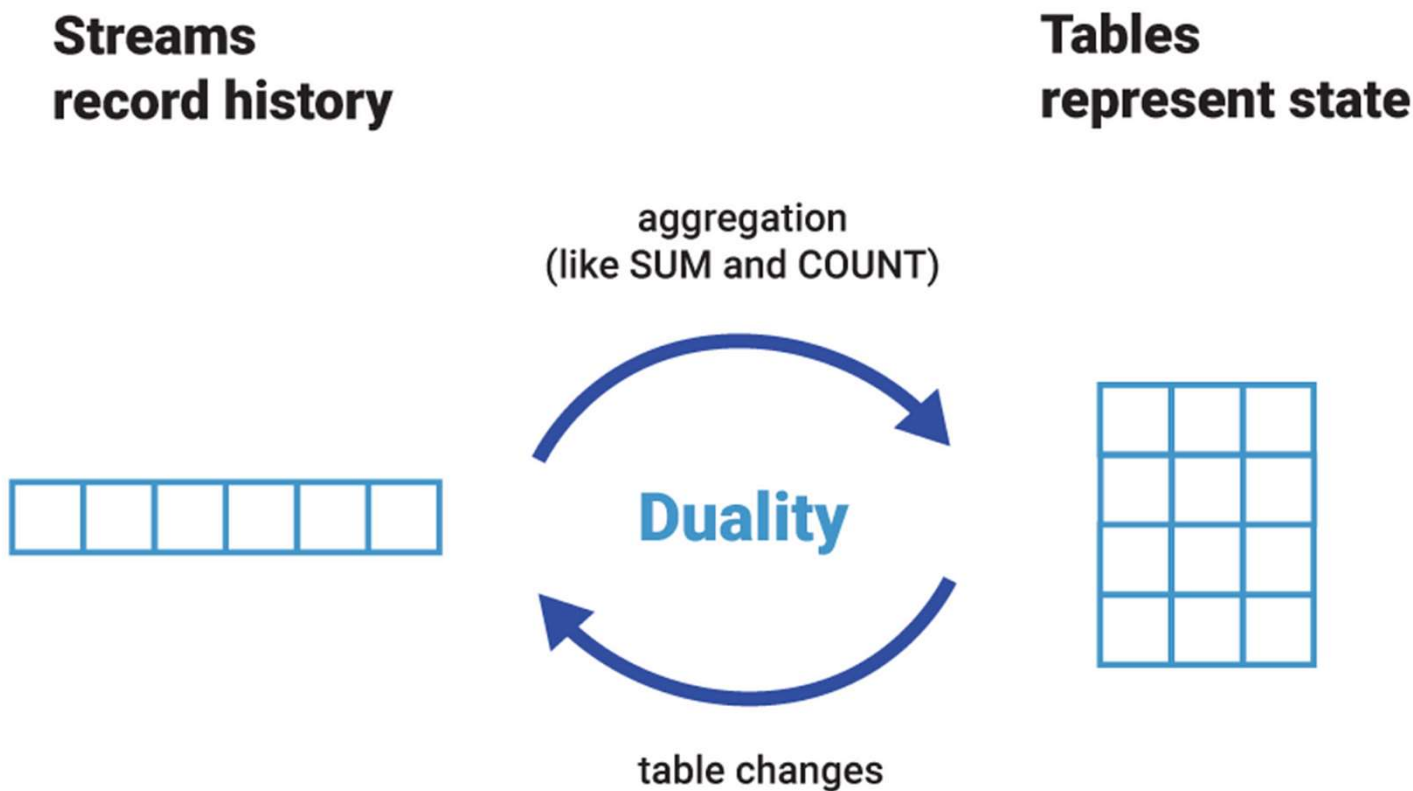 Streams
record history
Tables
represent state
aggregation
(like SUM and COUNT)
Duality
table changes